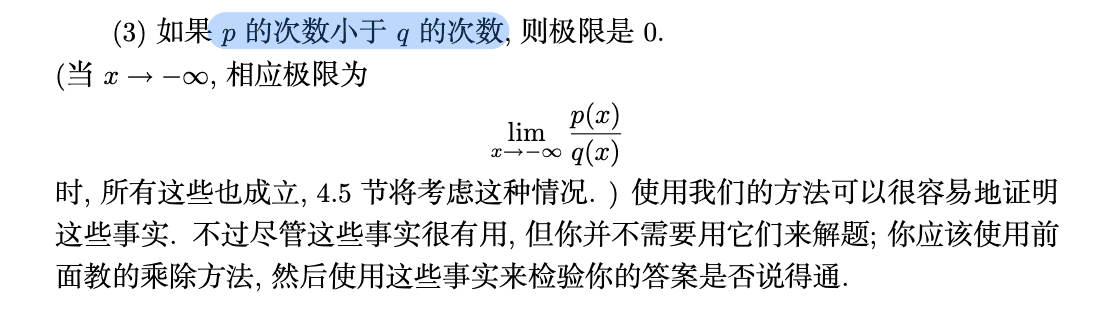 (3) 如果 p 的次数小于 q 的次数, 则极限是 0.
(当 x → −∞, 相应极限为
lim_{x→−∞} p(x)/q(x)
时, 所有这些也成立, 4.5 节将考虑这种情况. ) 使用我们的方法可以很容易地证明
这些事实. 不过尽管这些事实很有用, 但你并不需要用它们来解题; 你应该使用前
面教的乘除方法, 然后使用这些事实来检验你的答案是否说得通.